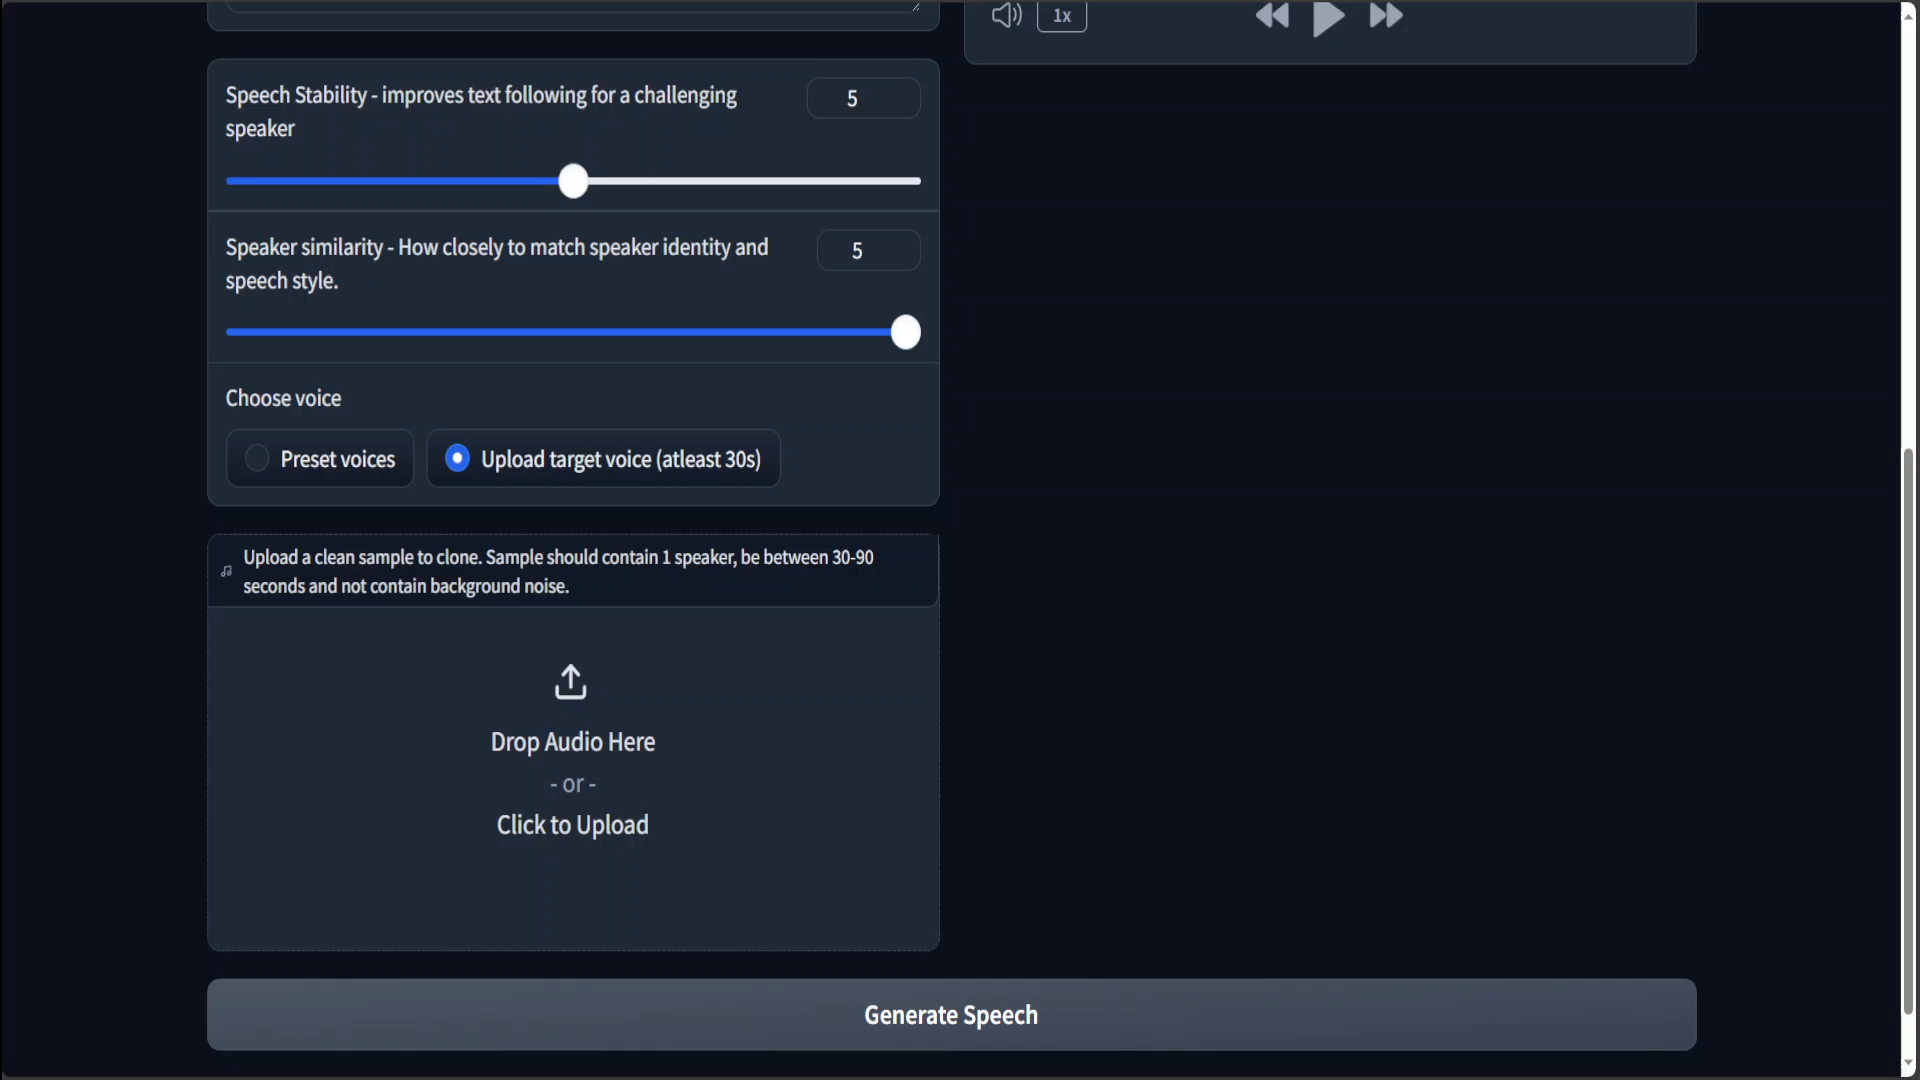 1x
Speech Stability - improves text following for a challenging
speaker
5
Speaker similarity - How closely to match speaker identity and
speech style.
5
Choose voice
Preset voices
Upload target voice (atleast 30s)
Upload a clean sample to clone. Sample should contain 1 speaker, be between 30-90
seconds and not contain background noise.
Drop Audio Here
- or -
Click to Upload
Generate Speech